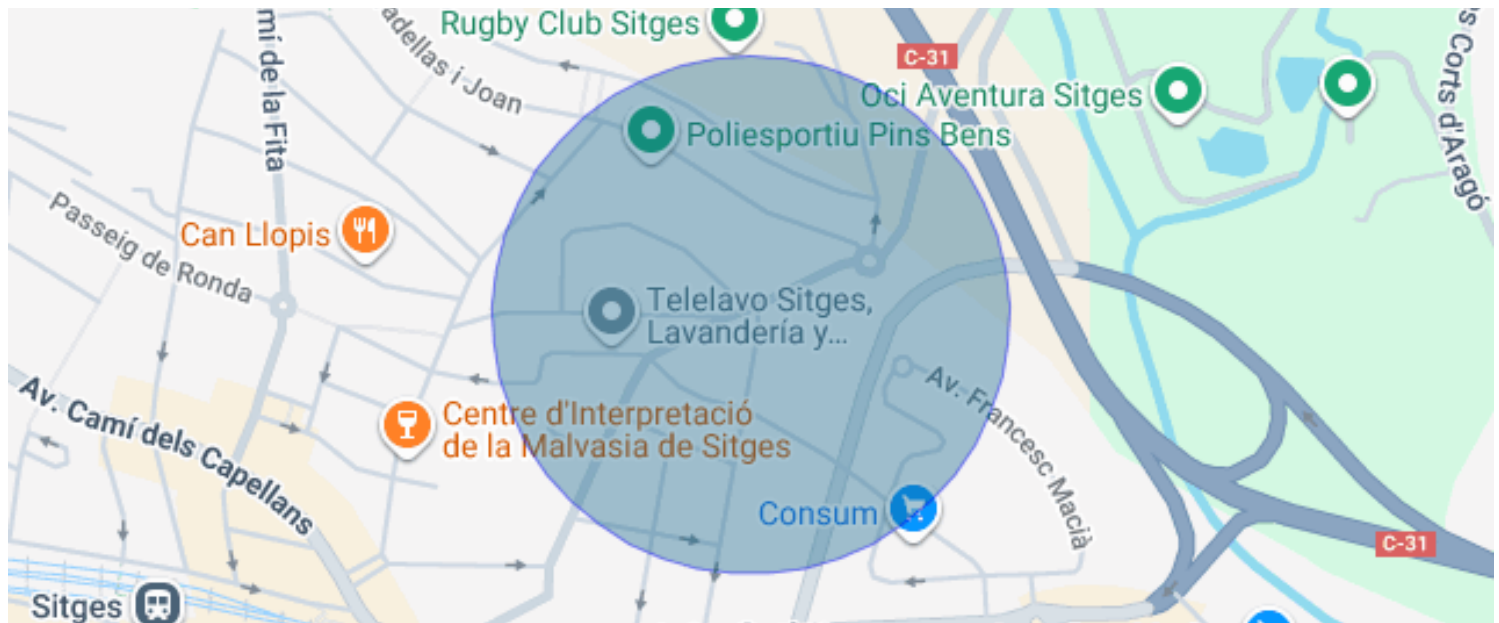 Rugby Club Sitges
mí de la Fita
adellas i Joan
C-31
Oci Aventura Sitges
s Corts d'Aragó
Poliesportiu Pins Bens
Passeig de Ronda
Can Llopis
Telelavo Sitges,
Lavandería y...
Av. Camí dels Capellans
Centre d'Interpretació
de la Malvasia de Sitges
Av. Francesc Macià
Consum
C-31
Sitges